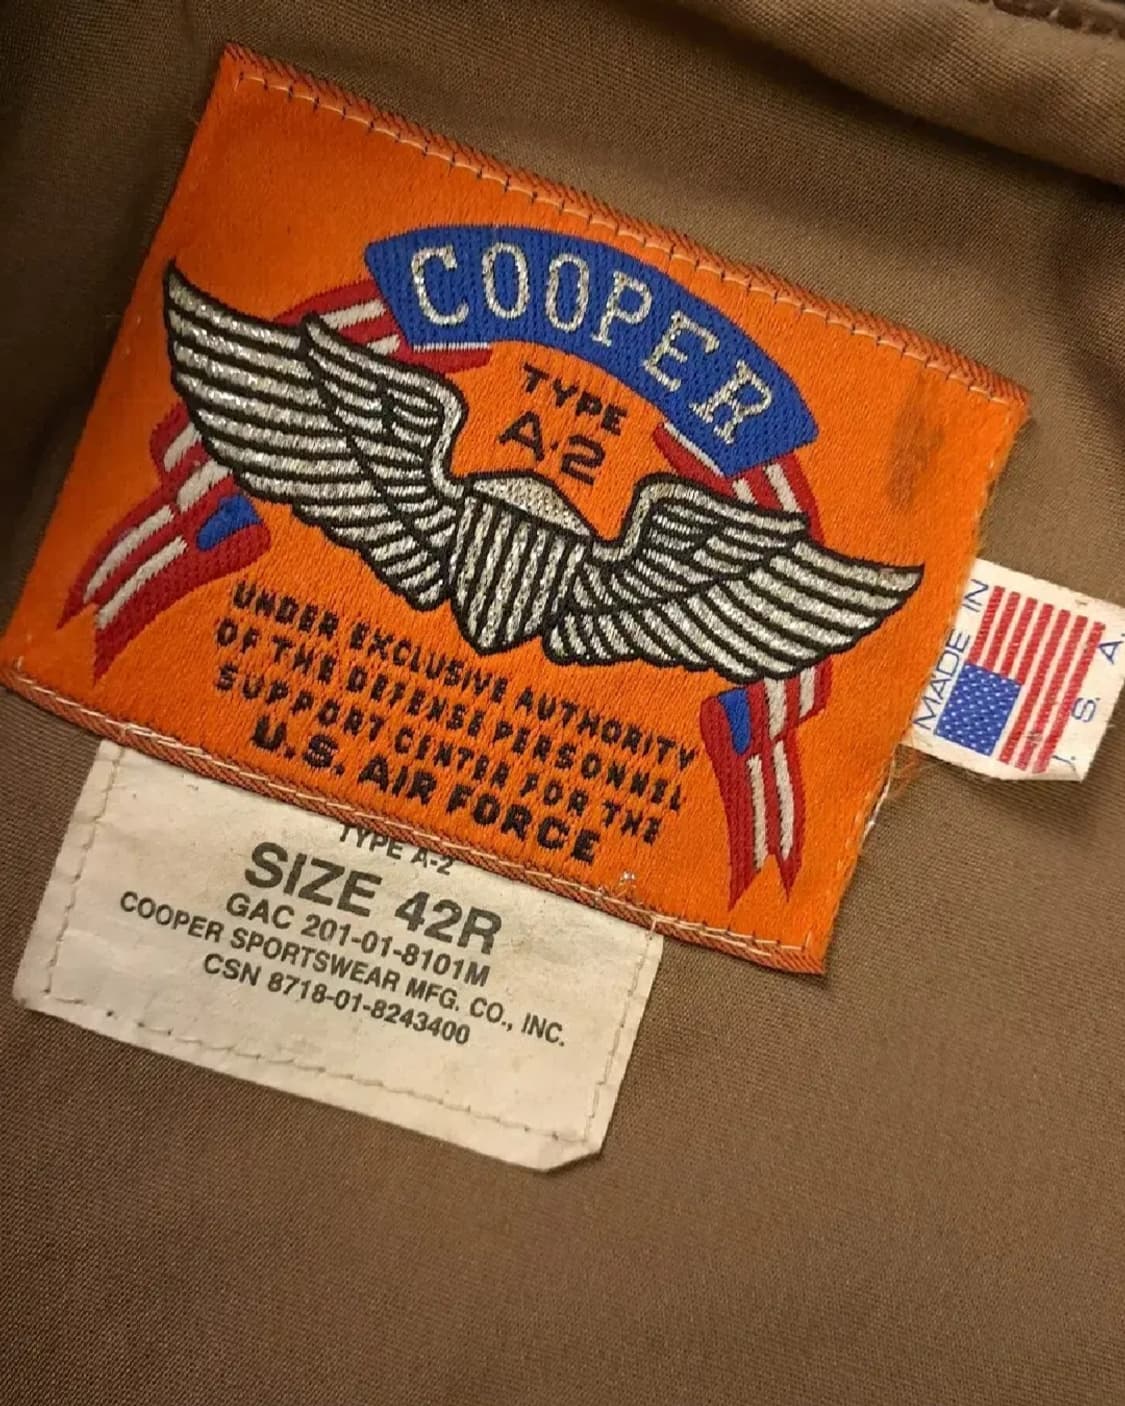 COOPER
TYPE
A·2
UNDER EXCLUSIVE AUTHORITY
OF THE DEFENSE PERSONNEL
SUPPORT CENTER FOR THE
U.S. AIR FORCE
MADE IN
U. S. A.
TYPE A-2
SIZE 42R
GAC 201-01-8101M
COOPER SPORTSWEAR MFG. CO., INC.
CSN 8718-01-8243400